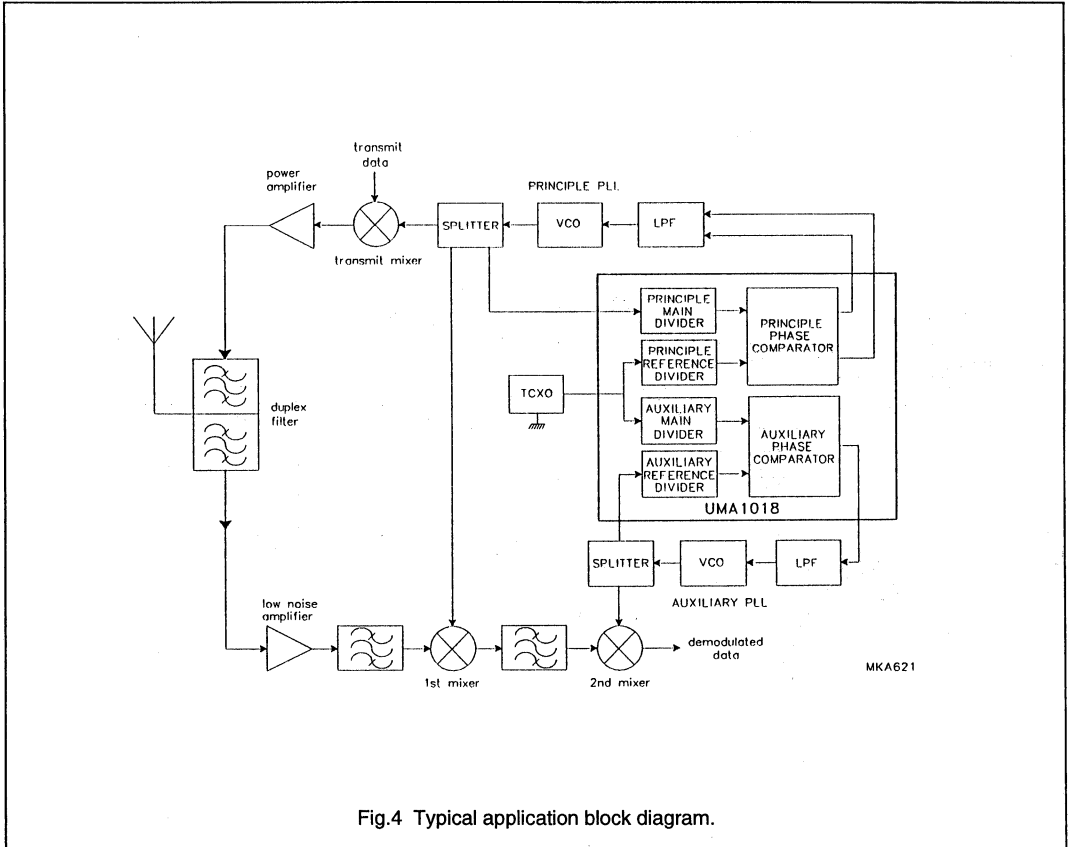 transmit
data
power
amplifier
PRINCIPLE PLL
SPLITTER
VCO
LPF
transmit mixer
PRINCIPLE
MAIN
DIVIDER
PRINCIPLE
PHASE
COMPARATOR
PRINCIPLE
REFERENCE
DIVIDER
TCXO
duplex
filter
AUXILIARY
MAIN
DIVIDER
AUXILIARY
PHASE
COMPARATOR
AUXILIARY
REFERENCE
DIVIDER
UMA1018
SPLITTER
VCO
LPF
AUXILIARY PLL
low noise
amplifier
demodulated
data
1st mixer
2nd mixer
MKA621
Fig.4 Typical application block diagram.